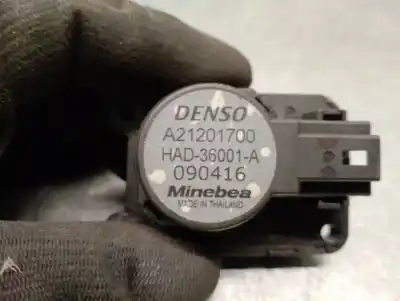 DENSO
A21201700
HAD-36001-A
090416
Minebea
MADE IN THAILAND